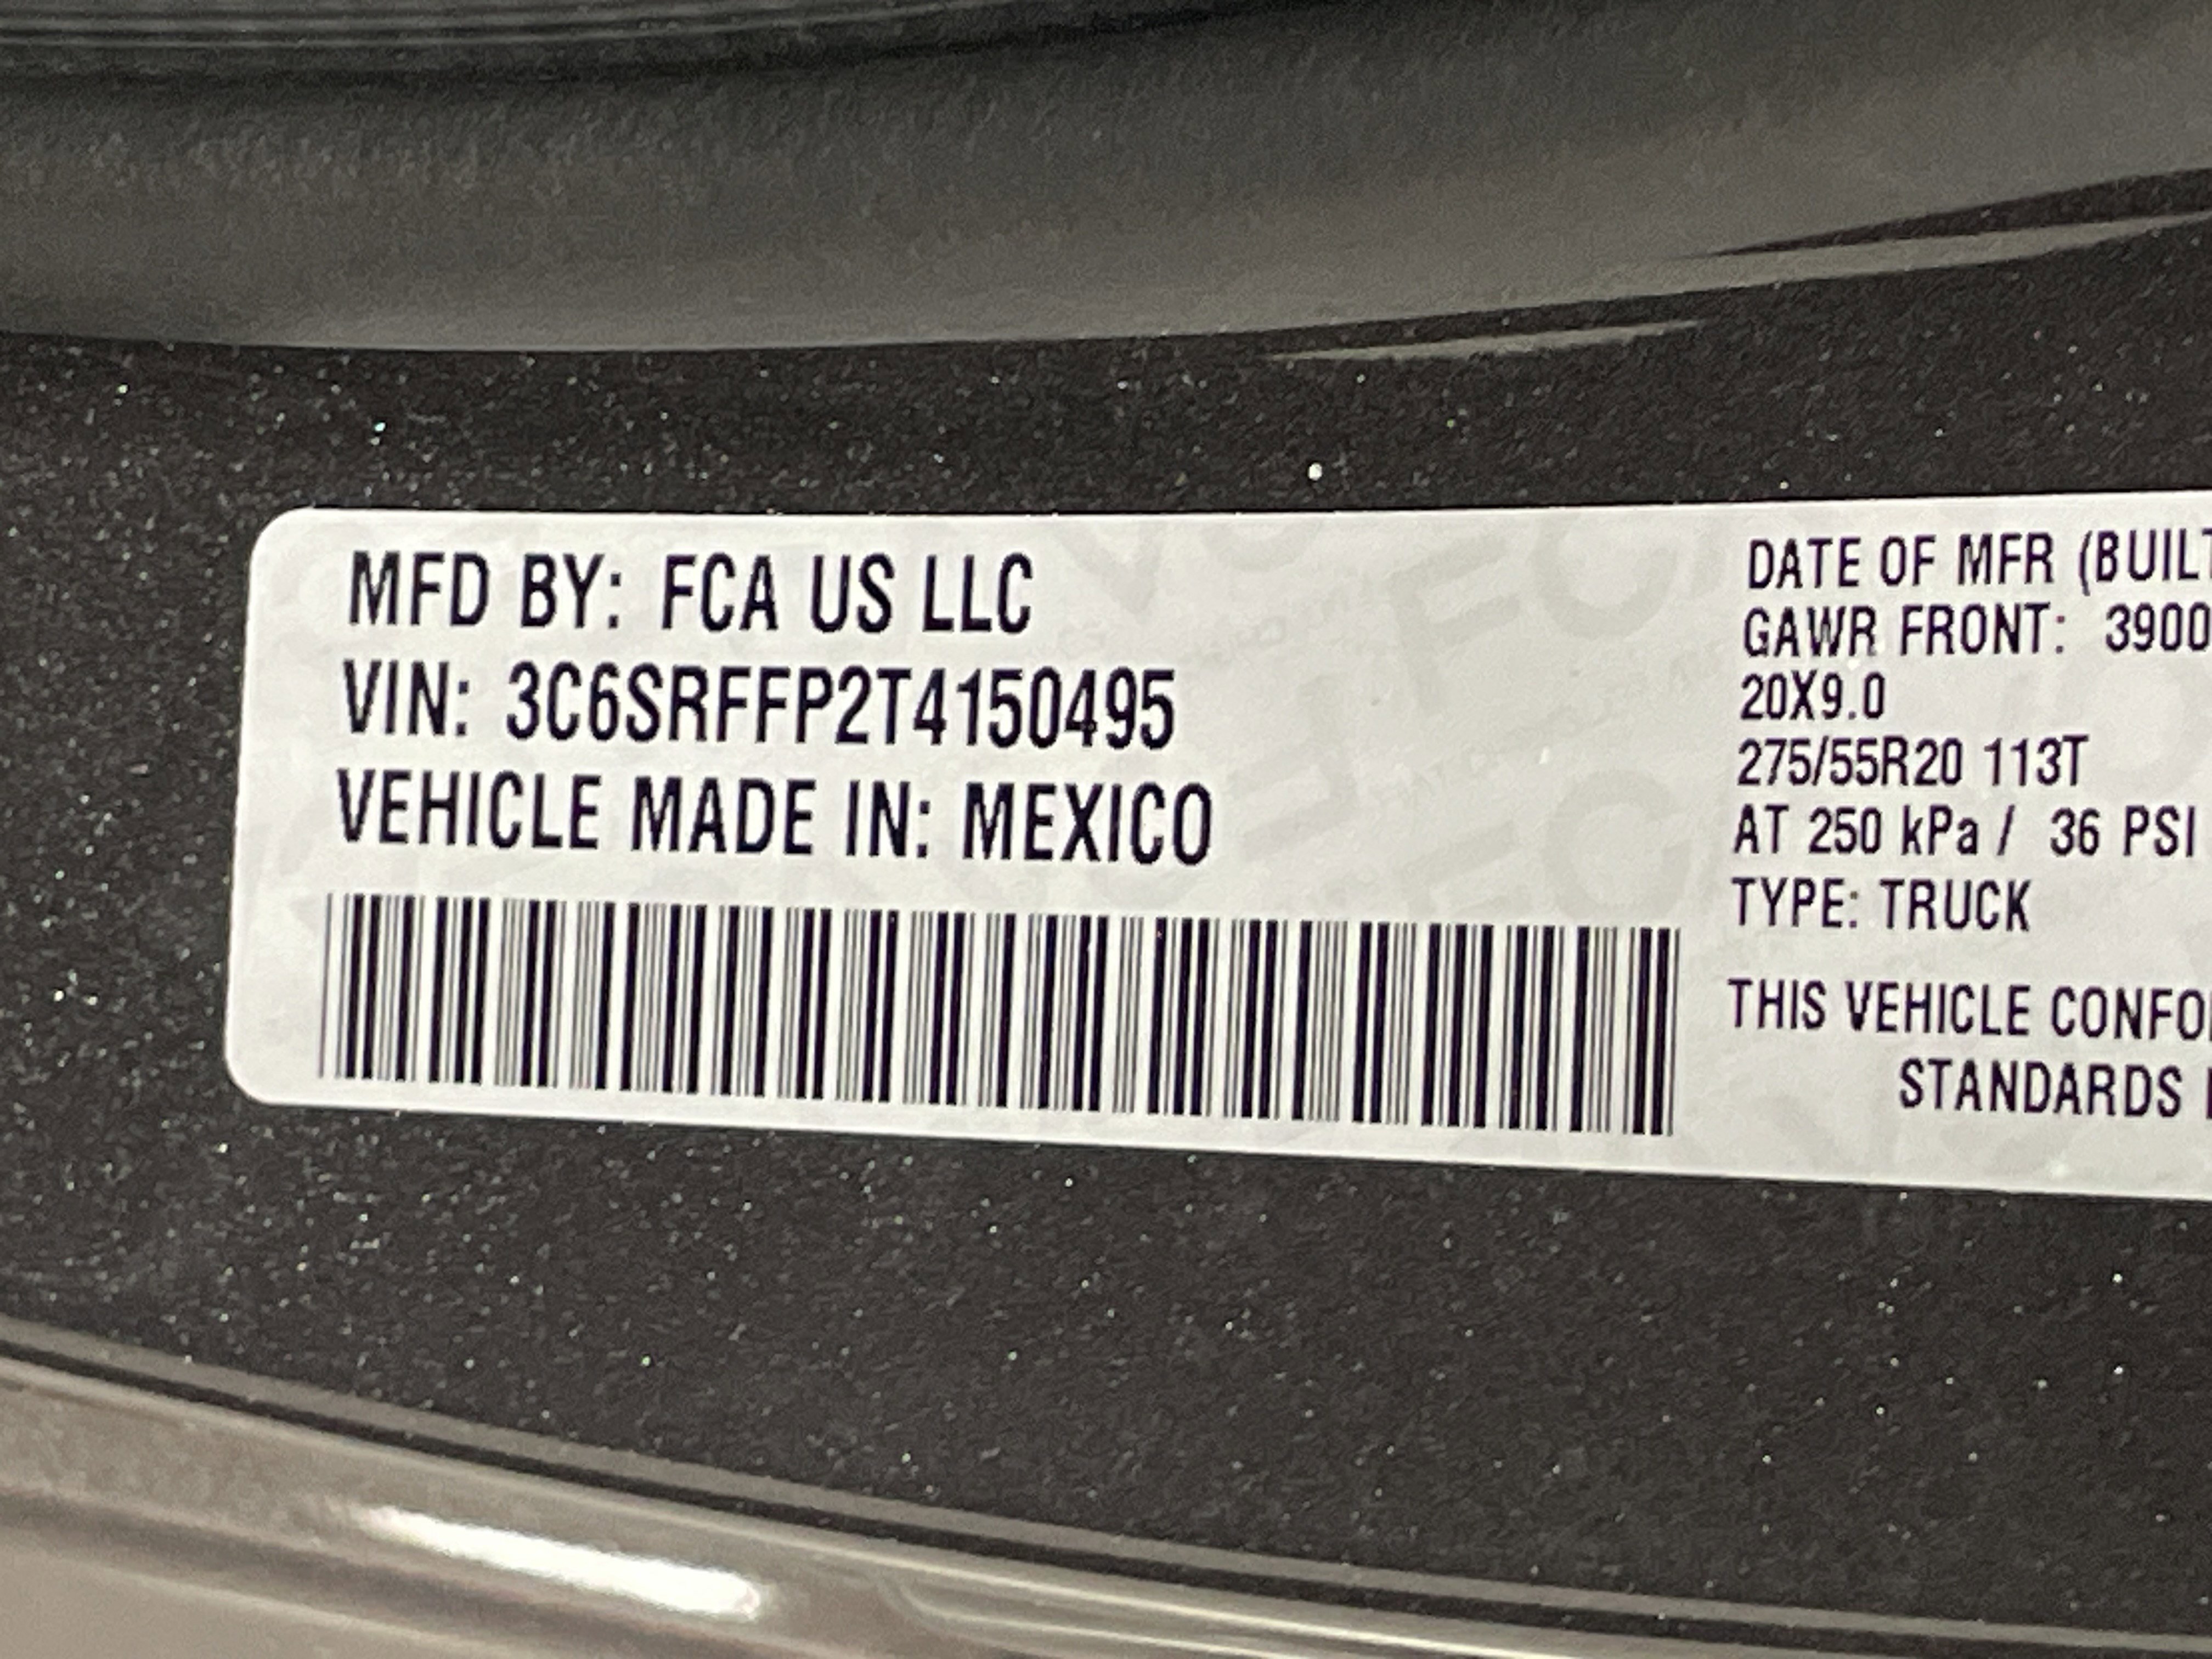 MFD BY: FCA US LLC
VIN: 3C6SRFFP2T4150495
VEHICLE MADE IN: MEXICO
DATE OF MFR (BUILT
GAWR FRONT: 3900
20X9.0
275/55R20 113T
AT 250 kPa / 36 PSI
TYPE: TRUCK
THIS VEHICLE CONFO
STANDARDS